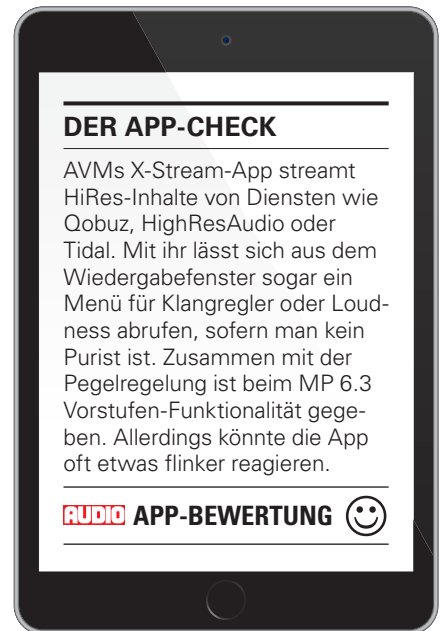 DER APP-CHECK
AVMs X-Stream-App streamt
HiRes-Inhalte von Diensten wie
Qobuz, HighResAudio oder
Tidal. Mit ihr lässt sich aus dem
Wiedergabefenster sogar ein
Menü für Klangregler oder Loud-
ness abrufen, sofern man kein
Purist ist. Zusammen mit der
Pegelregelung ist beim MP 6.3
Vorstufen-Funktionalität gege-
ben. Allerdings könnte die App
oft etwas flinker reagieren.
AUDIO APP-BEWERTUNG